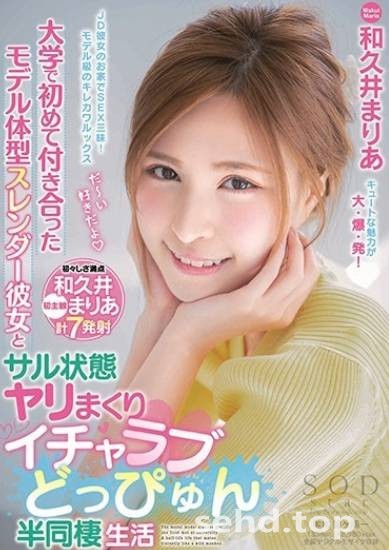 Wakui
Maria
和久井まりあ
キュートな魅力が
大・爆・発!
JD彼女のお家でSEX三昧!
モデル級のキレカワルックス
大学で初めて付き合った
モデル体型スレンダー彼女と
だ〜い
好きだよ♡
初々しさ満点
和久井
まりあ
初主観
計7発射
サル状態
ヤリまくり
イチャラブ
どっぴゅん
半同棲生活
SOD
star
hd.top